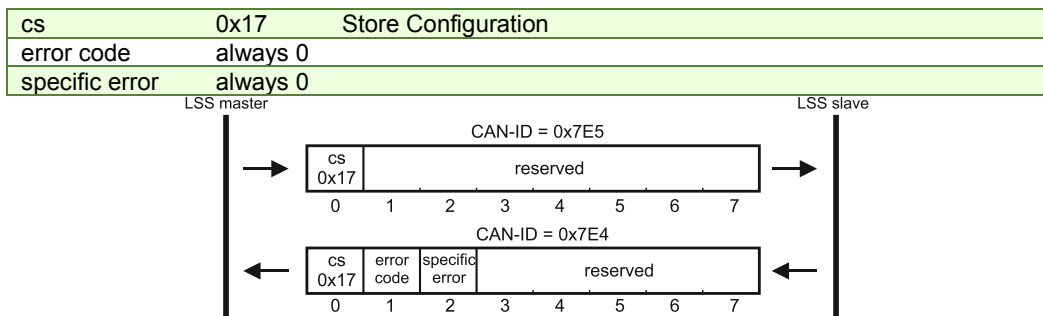 cs 0x17 Store Configuration
error code always 0
specific error always 0
LSS master LSS slave
CAN-ID = 0x7E5
cs
0x17 reserved
0 1 2 3 4 5 6 7
CAN-ID = 0x7E4
cs
0x17 error
code specific
error reserved
0 1 2 3 4 5 6 7